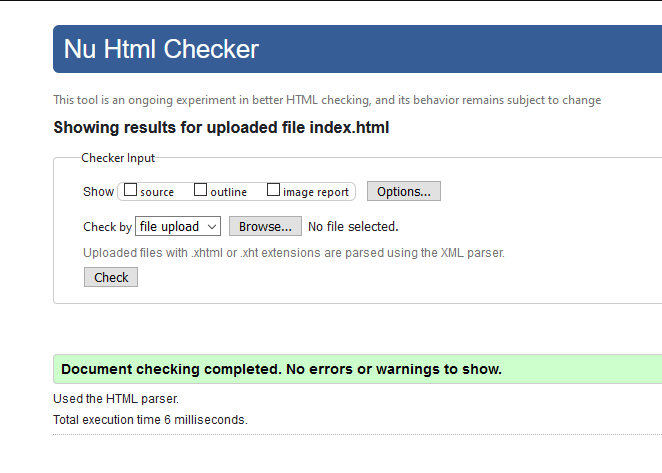 Nu Html Checker
This tool is an ongoing experiment in better HTML checking, and its behavior remains subject to change
Showing results for uploaded file index.html
Checker Input
Show source outline image report Options...
Check by file upload Browse... No file selected.
Uploaded files with .xhtml or .xht extensions are parsed using the XML parser.
Check
Document checking completed. No errors or warnings to show.
Used the HTML parser.
Total execution time 6 milliseconds.